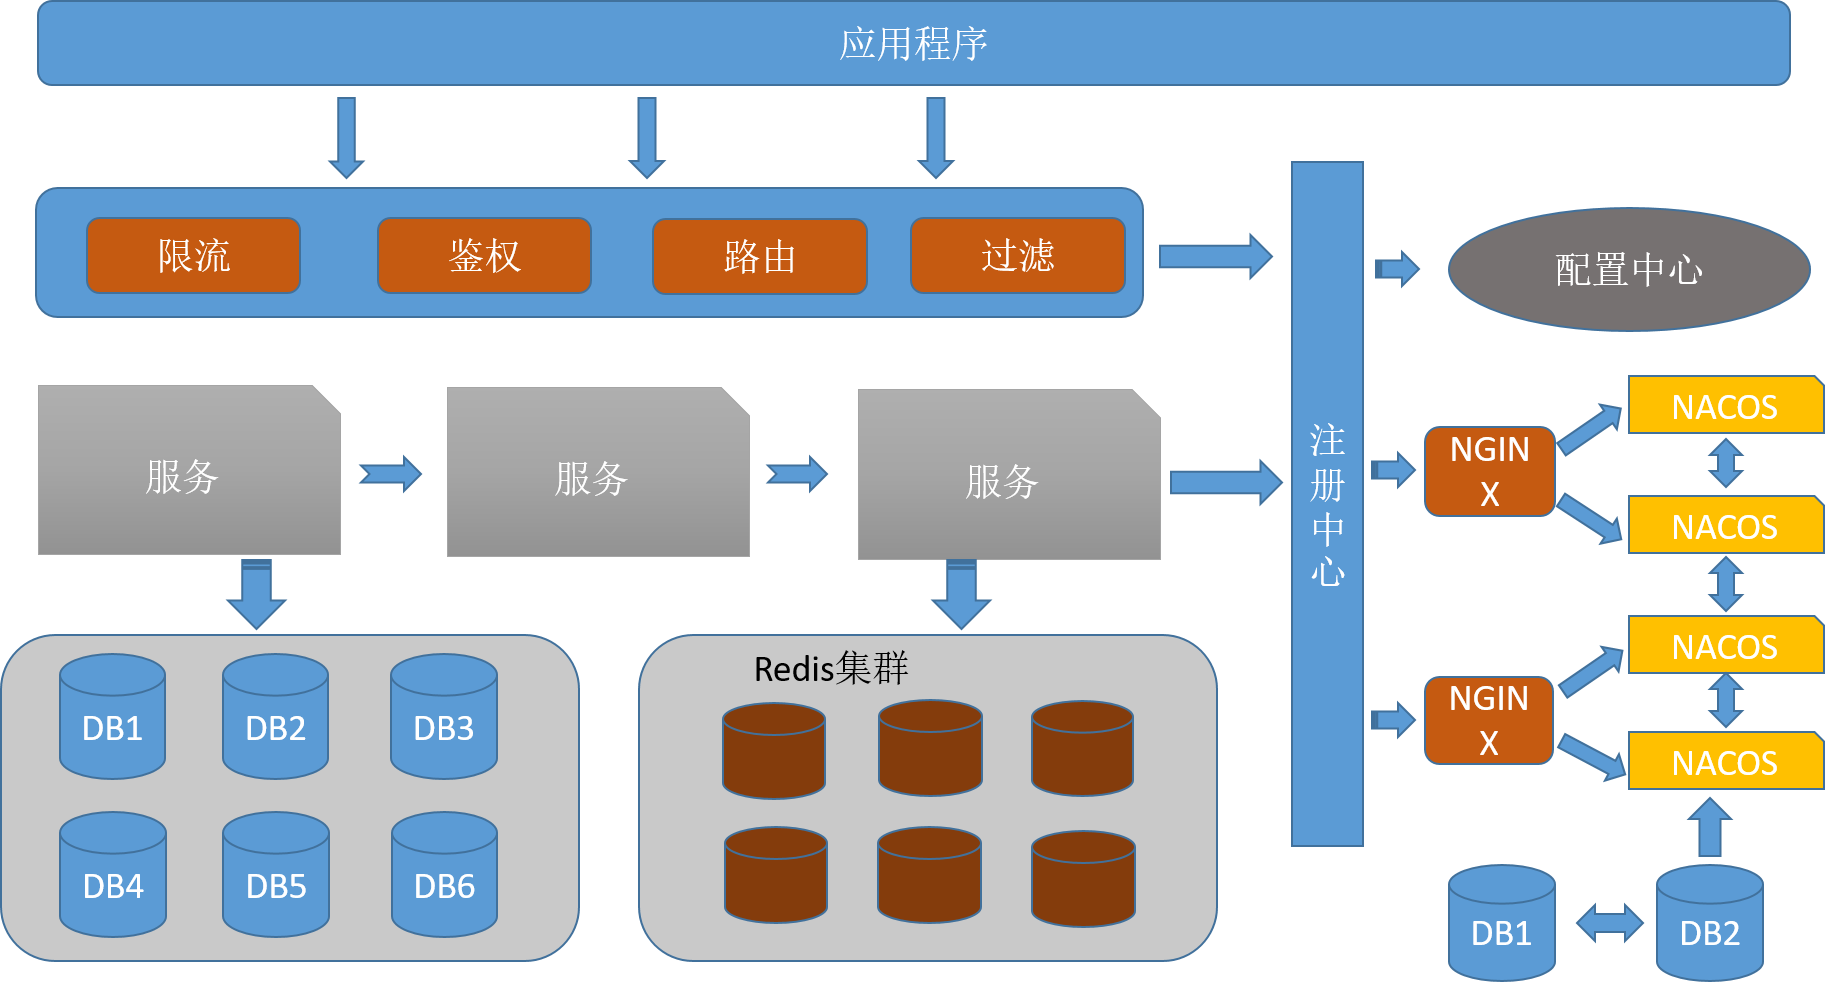 应用程序
限流
鉴权
路由
过滤
配置中心
服务
服务
服务
注
册
中
心
NGIN
X
NACOS
NACOS
NGIN
X
NACOS
NACOS
DB1
DB2
DB3
DB4
DB5
DB6
Redis集群
DB1
DB2